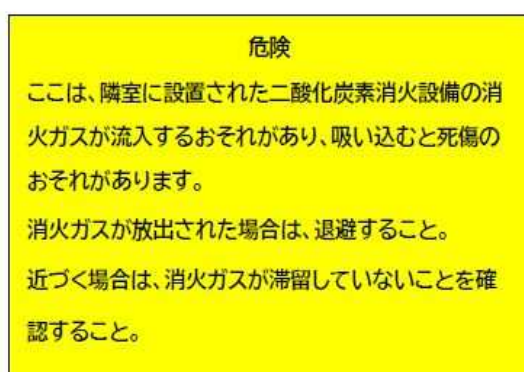 危険
ここは、隣室に設置された二酸化炭素消火設備の消
火ガスが流入するおそれがあり、吸い込むと死傷の
おそれがあります。
消火ガスが放出された場合は、退避すること。
近づく場合は、消火ガスが滞留していないことを確
認すること。